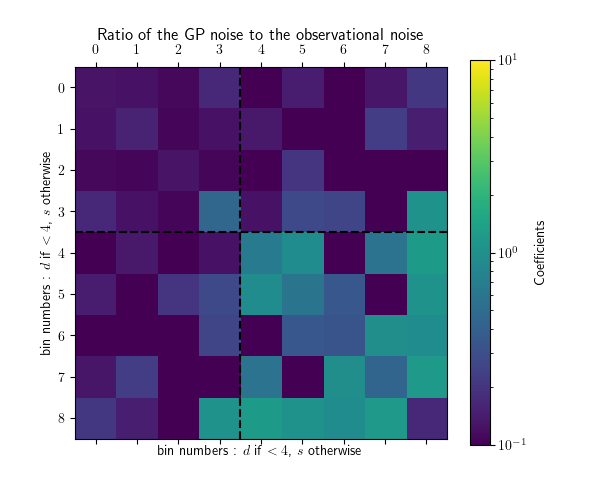 Ratio of the GP noise to the observational noise
0 1 2 3 4 5 6 7 8
0
1
2
3
4
5
6
7
8
bin numbers : d if < 4, s otherwise
bin numbers : d if < 4, s otherwise
10¹
10⁰
10⁻¹
Coefficients